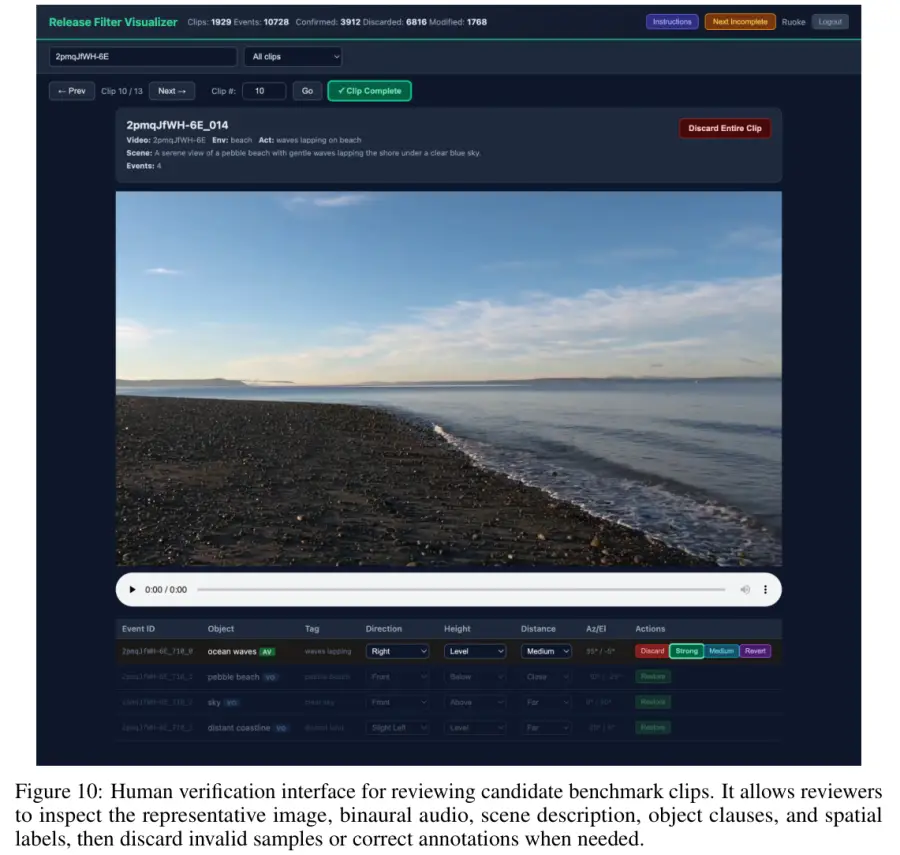 Release Filter Visualizer Clips: 1929 Events: 10728 Confirmed: 3912 Discarded: 6816 Modified: 1768 Instructions Next Incomplete Ruoke Logout
2pmqJfWH-6E All clips
← Prev Clip 10 / 13 Next → Clip #: 10 Go ✓ Clip Complete
2pmqJfWH-6E_014 Discard Entire Clip
Video: 2pmqJfWH-6E Env: beach Act: waves lapping on beach
Scene: A serene view of a pebble beach with gentle waves lapping the shore under a clear blue sky.
Events: 4
0:00 / 0:00
Event ID Object Tag Direction Height Distance Az/El Actions
ocean waves AV waves lapping Right Level Medium Discard Strong Medium Revert
pebble beach VO pebble beach Front Below Close Restore
sky VO Front Above Far Restore
distant coastline VO Slight Left Level Far Restore
Figure 10: Human verification interface for reviewing candidate benchmark clips. It allows reviewers
to inspect the representative image, binaural audio, scene description, object clauses, and spatial
labels, then discard invalid samples or correct annotations when needed.